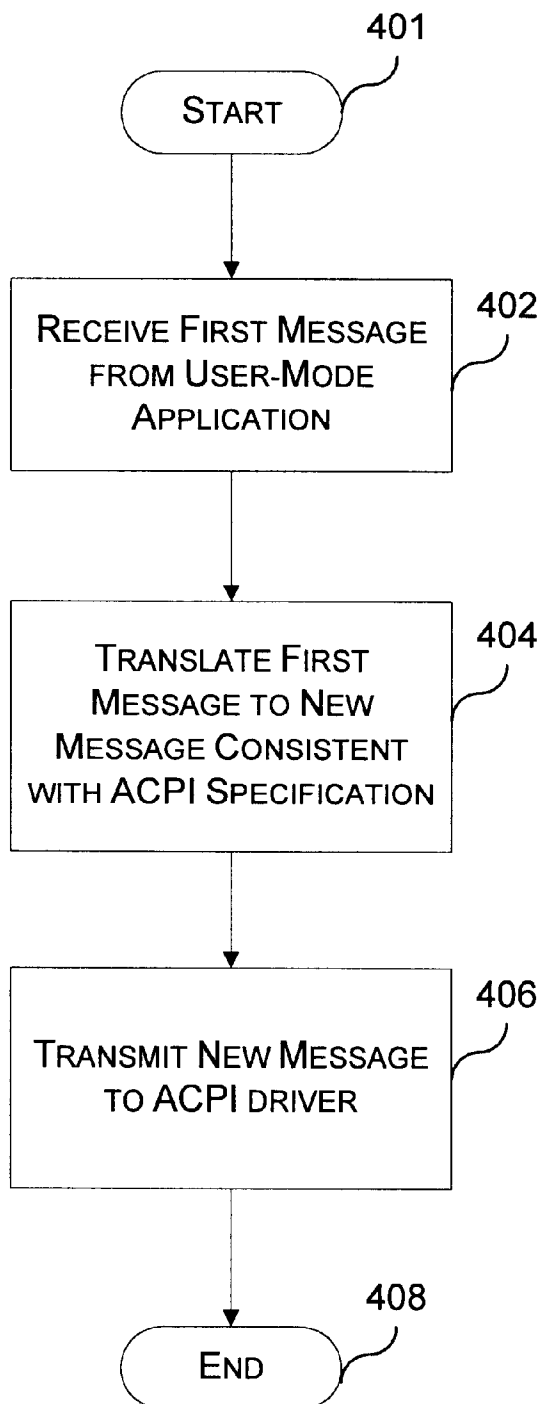 401
START
402
RECEIVE FIRST MESSAGE
FROM USER-MODE
APPLICATION
404
TRANSLATE FIRST
MESSAGE TO NEW
MESSAGE CONSISTENT
WITH ACPI SPECIFICATION
406
TRANSMIT NEW MESSAGE
TO ACPI DRIVER
408
END